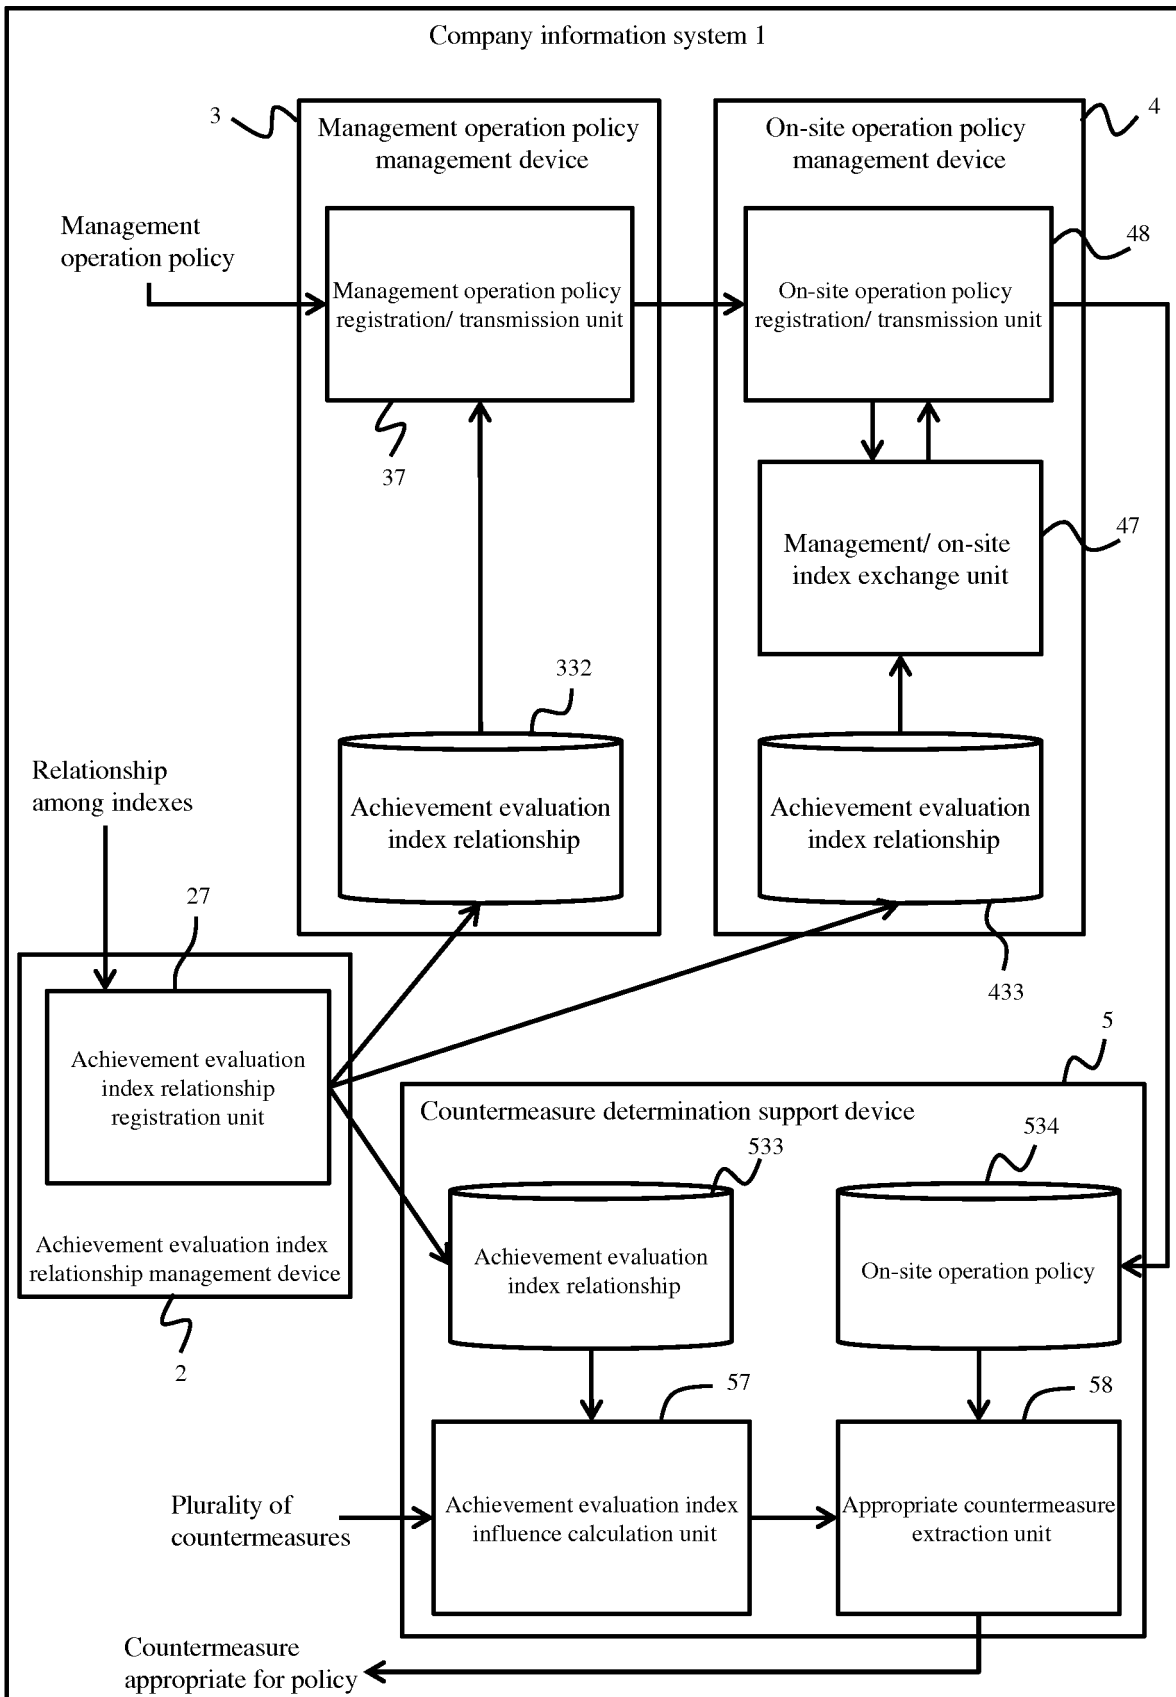 Company information system 1
3
Management operation policy
management device
4
On-site operation policy
management device
Management
operation policy
48
Management operation policy
registration/ transmission unit
On-site operation policy
registration/ transmission unit
37
47
Management/ on-site
index exchange unit
332
Relationship
among indexes
Achievement evaluation
index relationship
Achievement evaluation
index relationship
27
433
5
Achievement evaluation
index relationship
registration unit
Countermeasure determination support device
533
534
Achievement evaluation index
relationship management device
Achievement evaluation
index relationship
On-site operation policy
2
57
58
Plurality of
countermeasures
Achievement evaluation index
influence calculation unit
Appropriate countermeasure
extraction unit
Countermeasure
appropriate for policy